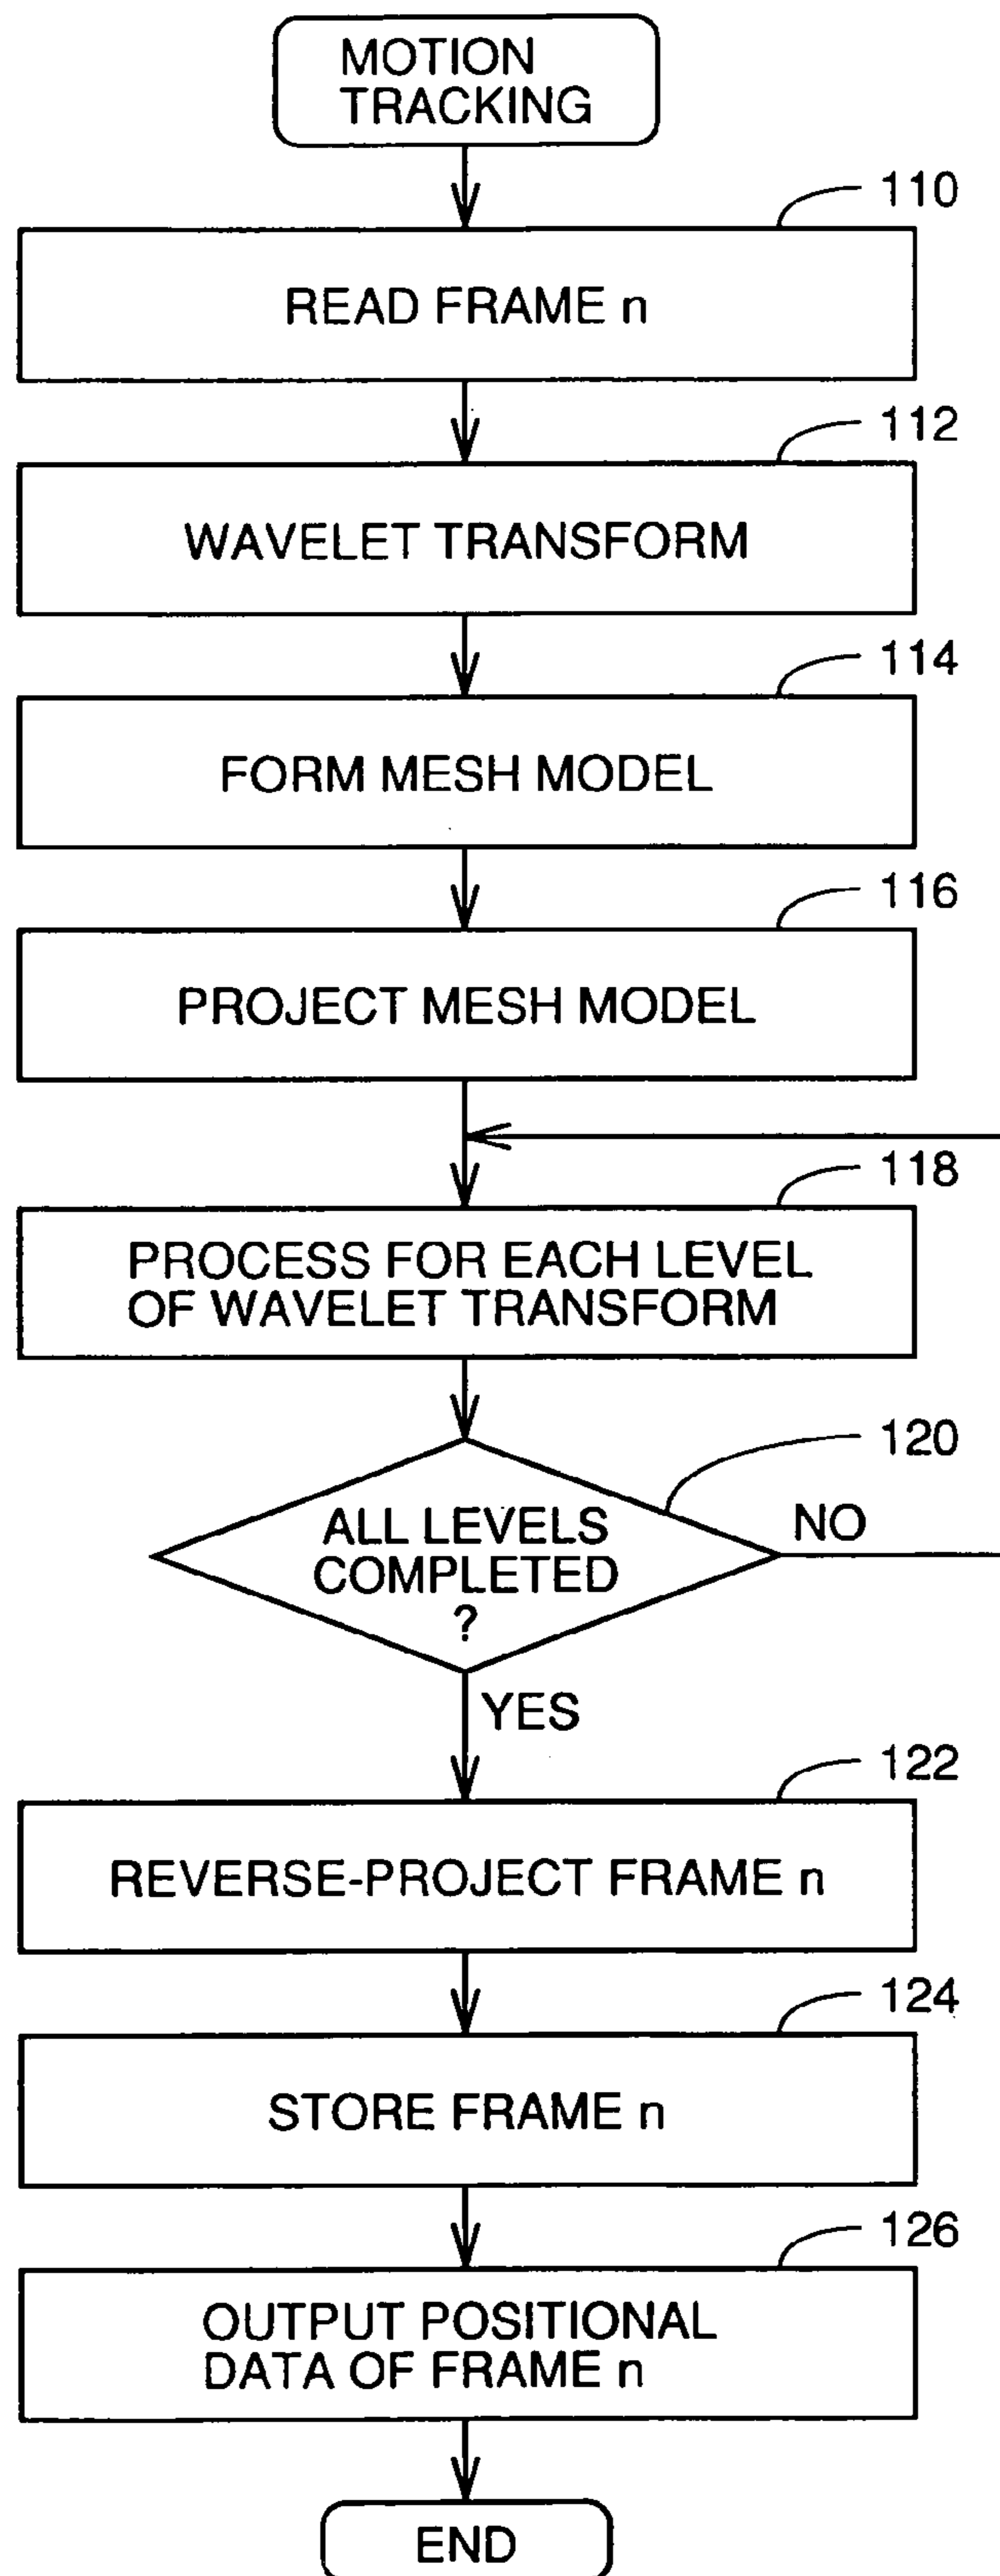 MOTION
TRACKING
110
READ FRAME n
112
WAVELET TRANSFORM
114
FORM MESH MODEL
116
PROJECT MESH MODEL
118
PROCESS FOR EACH LEVEL
OF WAVELET TRANSFORM
120
ALL LEVELS
COMPLETED
?
NO
YES
122
REVERSE-PROJECT FRAME n
124
STORE FRAME n
126
OUTPUT POSITIONAL
DATA OF FRAME n
END